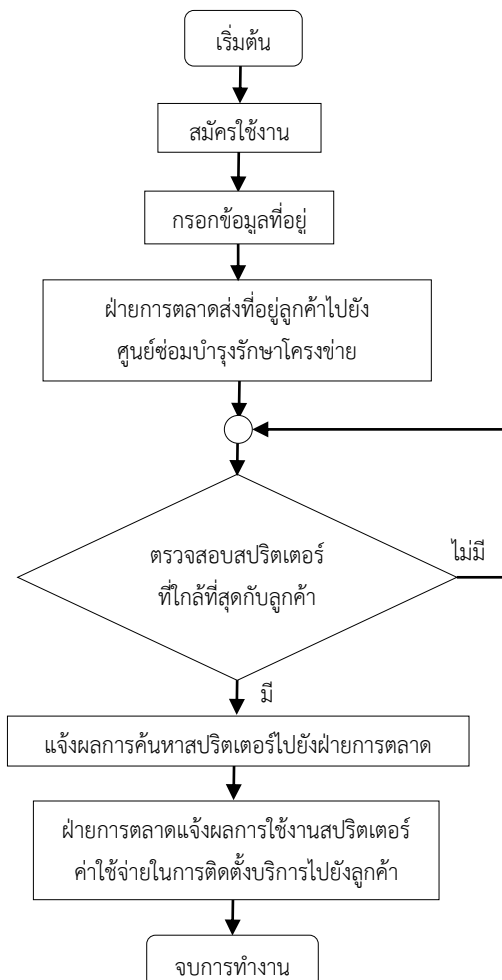 เริ่มต้น
สมัครใช้งาน
กรอกข้อมูลที่อยู่
ฝ่ายการตลาดส่งที่อยู่ลูกค้าไปยัง
ศูนย์ซ่อมบำรุงรักษาโครงข่าย
ตรวจสอบสปริตเตอร์
ที่ใกล้ที่สุดกับลูกค้า
ไม่มี
มี
แจ้งผลการค้นหาสปริตเตอร์ไปยังฝ่ายการตลาด
ฝ่ายการตลาดแจ้งผลการใช้งานสปริตเตอร์
ค่าใช้จ่ายในการติดตั้งบริการไปยังลูกค้า
จบการทำงาน